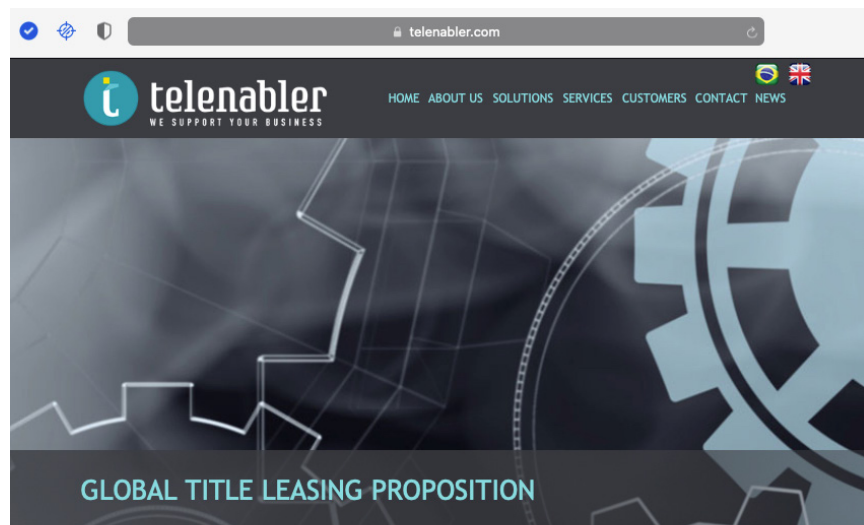 telenabler.com
telenabler
WE SUPPORT YOUR BUSINESS
HOME ABOUT US SOLUTIONS SERVICES CUSTOMERS CONTACT NEWS
GLOBAL TITLE LEASING PROPOSITION